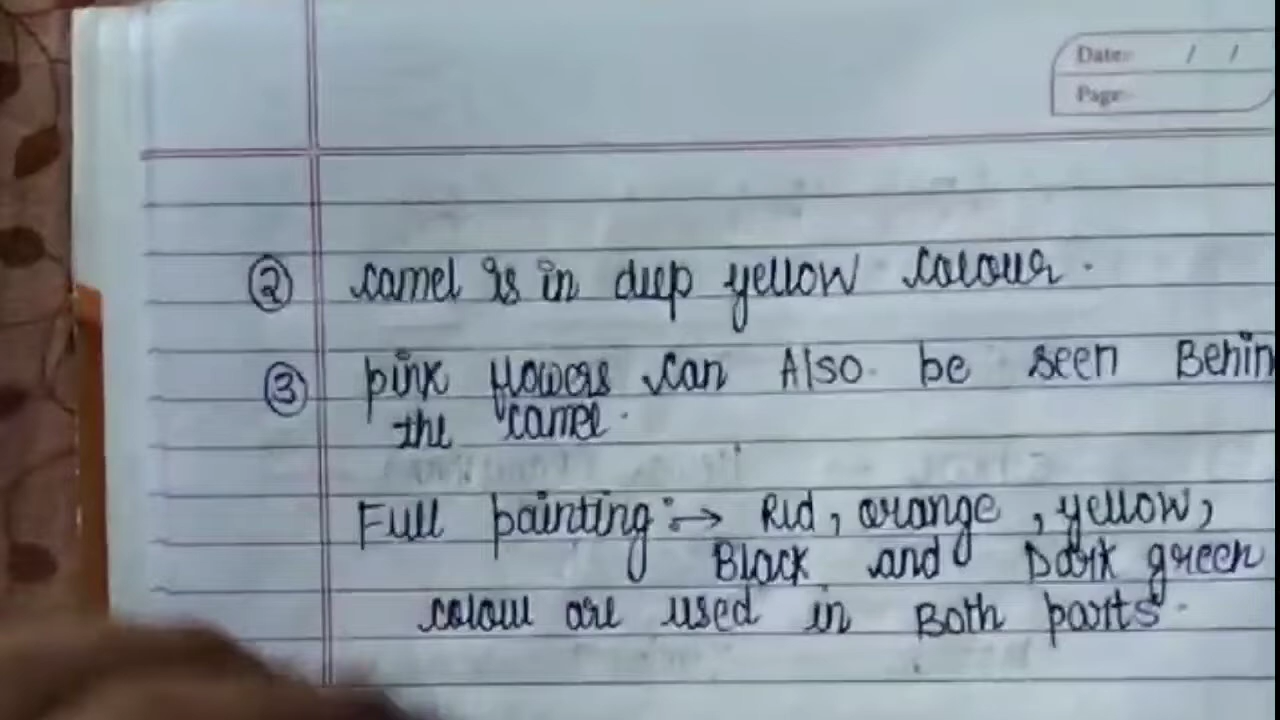 Date: / /
Page:
② camel is in deep yellow colour.
③ pink flowers can Also be seen Behin
the camel.
Full painting :→ Red, orange, yellow,
Black and Dark green
colour are used in Both parts.